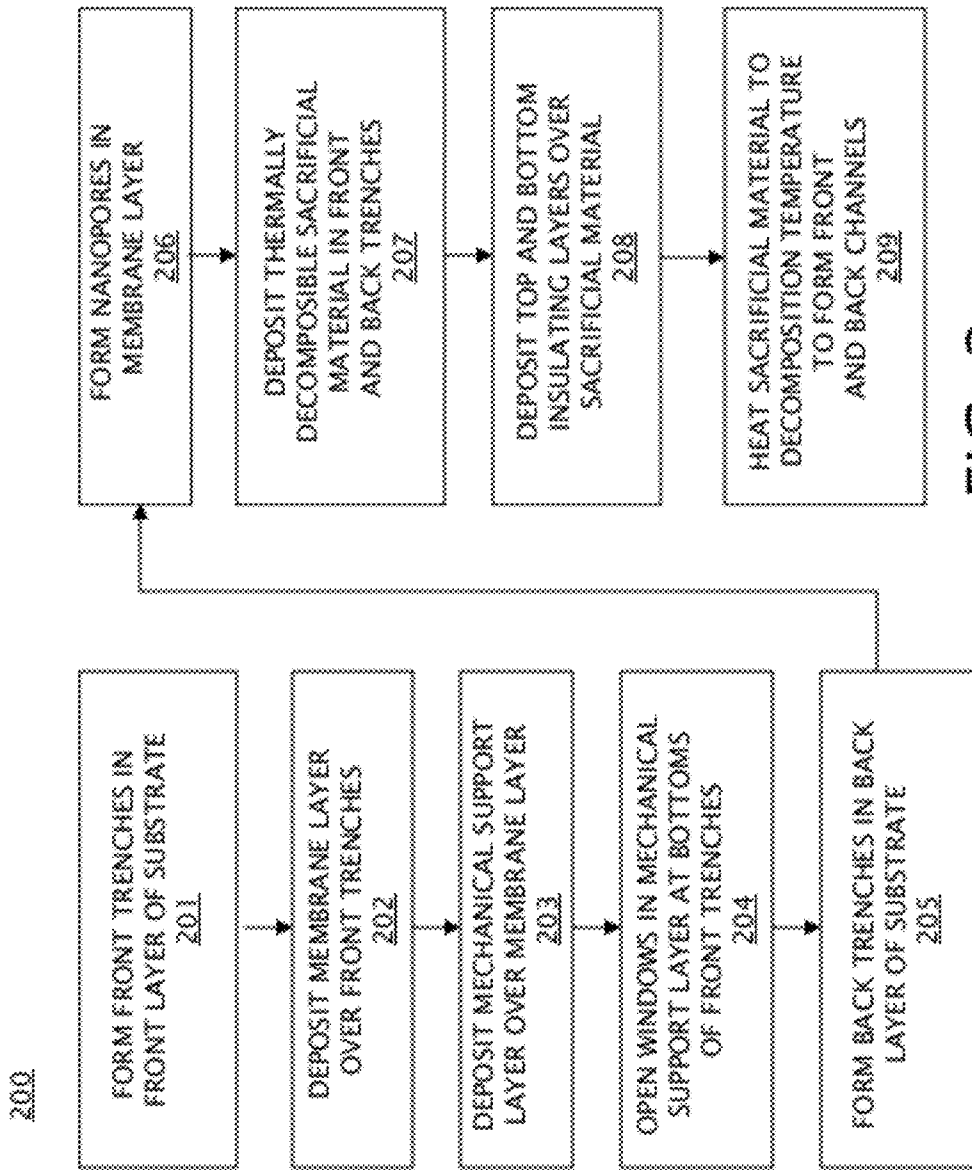 200
FORM FRONT TRENCHES IN
FRONT LAYER OF SUBSTRATE
201
DEPOSIT MEMBRANE LAYER
OVER FRONT TRENCHES
202
DEPOSIT MECHANICAL SUPPORT
LAYER OVER MEMBRANE LAYER
203
OPEN WINDOWS IN MECHANICAL
SUPPORT LAYER AT BOTTOMS
OF FRONT TRENCHES
204
FORM BACK TRENCHES IN BACK
LAYER OF SUBSTRATE
205
FORM NANOPORES IN
MEMBRANE LAYER
206
DEPOSIT THERMALLY
DECOMPOSIBLE SACRIFICIAL
MATERIAL IN FRONT
AND BACK TRENCHES
207
DEPOSIT TOP AND BOTTOM
INSULATING LAYERS OVER
SACRIFICIAL MATERIAL
208
HEAT SACRIFICIAL MATERIAL TO
DECOMPOSITION TEMPERATURE
TO FORM FRONT
AND BACK CHANNELS
209